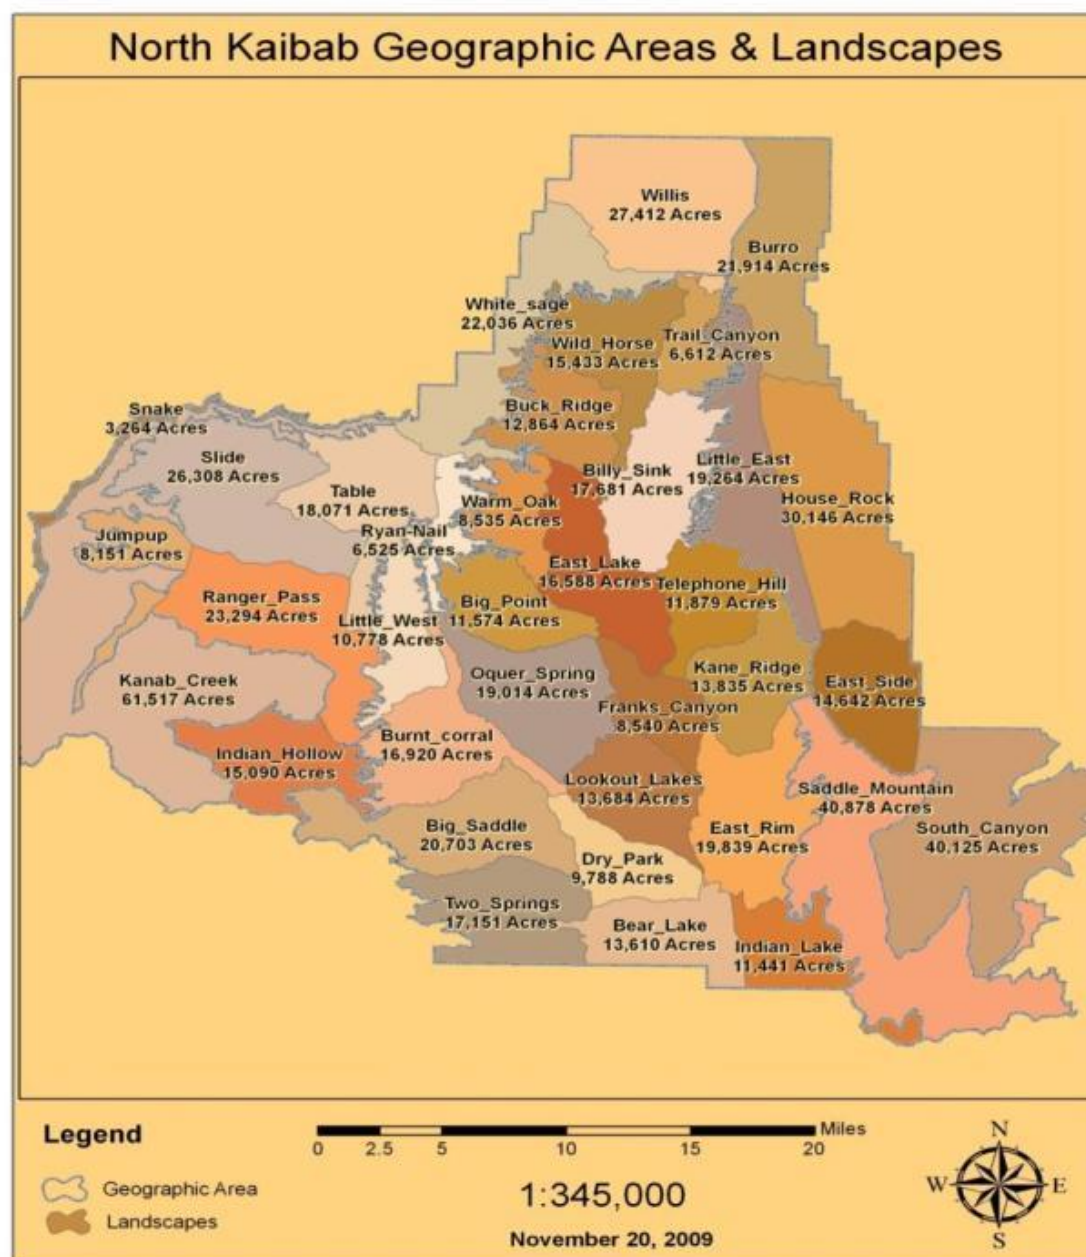 North Kaibab Geographic Areas & Landscapes
Willis
27,412 Acres
Burro
21,914 Acres
White_sage
22,036 Acres
Wild_Horse
15,433 Acres
Trail_Canyon
6,612 Acres
Snake
3,264 Acres
Buck_Ridge
12,864 Acres
Slide
26,308 Acres
Billy_Sink
17,681 Acres
Little_East
19,264 Acres
Table
18,071 Acres
Warm_Oak
8,535 Acres
House_Rock
30,146 Acres
Jumpup
8,151 Acres
Ryan-Nail
6,525 Acres
East_Lake
16,588 Acres
Telephone_Hill
11,879 Acres
Ranger_Pass
23,294 Acres
Big_Point
11,574 Acres
Little_West
10,778 Acres
Kanab_Creek
61,517 Acres
Oquer_Spring
19,014 Acres
Kane_Ridge
13,835 Acres
East_Side
14,642 Acres
Franks_Canyon
8,540 Acres
Burnt_corral
16,920 Acres
Indian_Hollow
15,090 Acres
Lookout_Lakes
13,684 Acres
Saddle_Mountain
40,878 Acres
Big_Saddle
20,703 Acres
East_Rim
19,839 Acres
South_Canyon
40,125 Acres
Dry_Park
9,788 Acres
Two_Springs
17,151 Acres
Bear_Lake
13,610 Acres
Indian_Lake
11,441 Acres
Legend
Geographic Area
Landscapes
Miles
0 2.5 5 10 15 20
1:345,000
November 20, 2009
N
W E
S